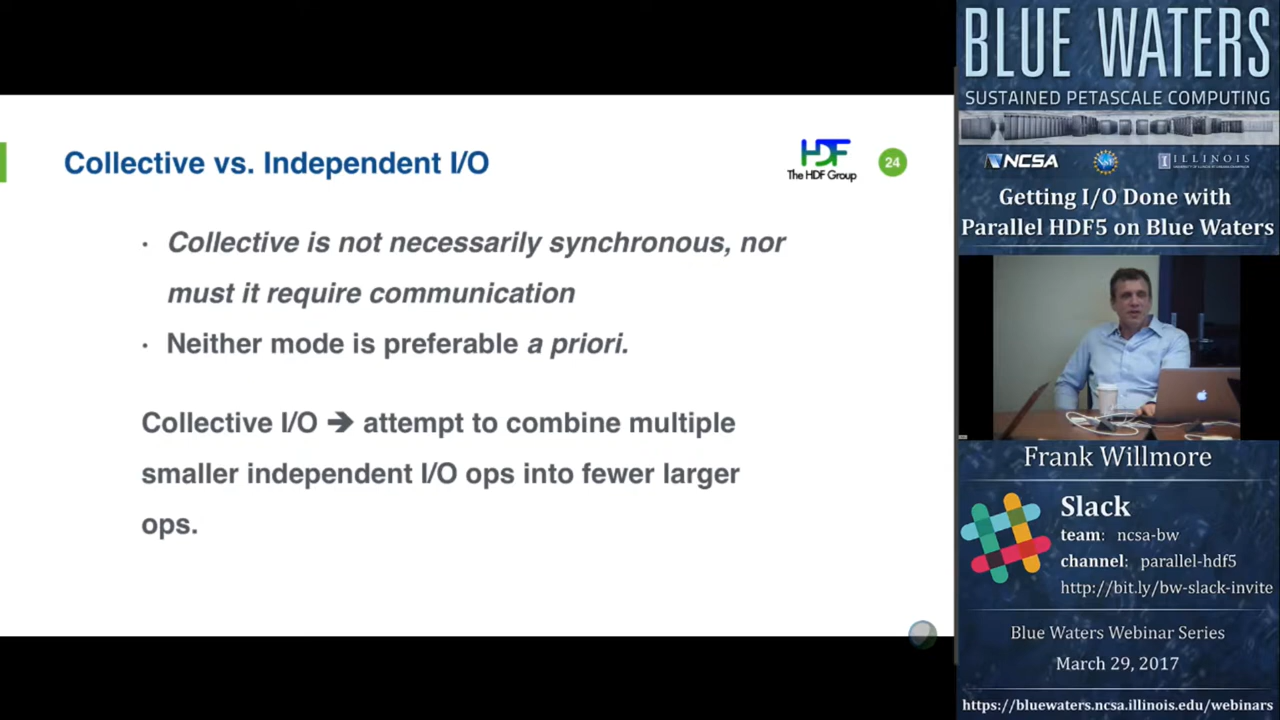 Collective vs. Independent I/O
HDF
The HDF Group
24
· Collective is not necessarily synchronous, nor
must it require communication
· Neither mode is preferable a priori.
Collective I/O ➔ attempt to combine multiple
smaller independent I/O ops into fewer larger
ops.
BLUE WATERS
SUSTAINED PETASCALE COMPUTING
NCSA
ILLINOIS
Getting I/O Done with
Parallel HDF5 on Blue Waters
Frank Willmore
Slack
team: ncsa-bw
channel: parallel-hdf5
http://bit.ly/bw-slack-invite
Blue Waters Webinar Series
March 29, 2017
https://bluewaters.ncsa.illinois.edu/webinars